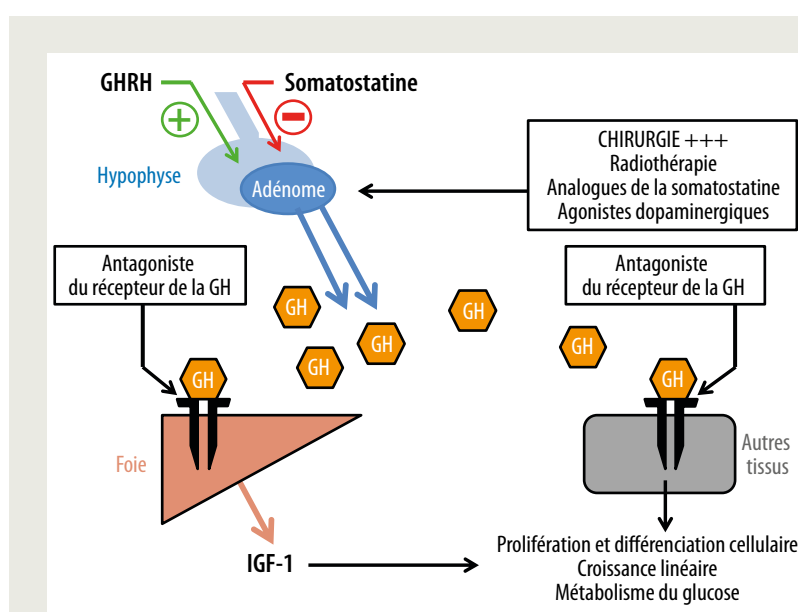 GHRH
Somatostatine
Hypophyse
Adénome
CHIRURGIE +++
Radiothérapie
Analogues de la somatostatine
Agonistes dopaminergiques
Antagoniste
du récepteur de la GH
Antagoniste
du récepteur de la GH
GH
GH
GH
GH
GH
GH
GH
Foie
Autres
tissus
IGF-1
Prolifération et différenciation cellulaire
Croissance linéaire
Métabolisme du glucose